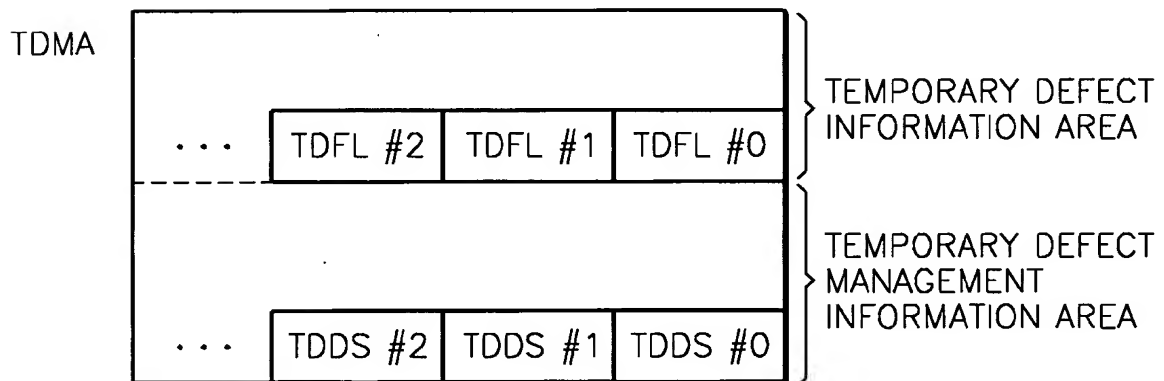 TDMA
TEMPORARY DEFECT
INFORMATION AREA
... TDFL #2 TDFL #1 TDFL #0
TEMPORARY DEFECT
MANAGEMENT
INFORMATION AREA
... TDDS #2 TDDS #1 TDDS #0